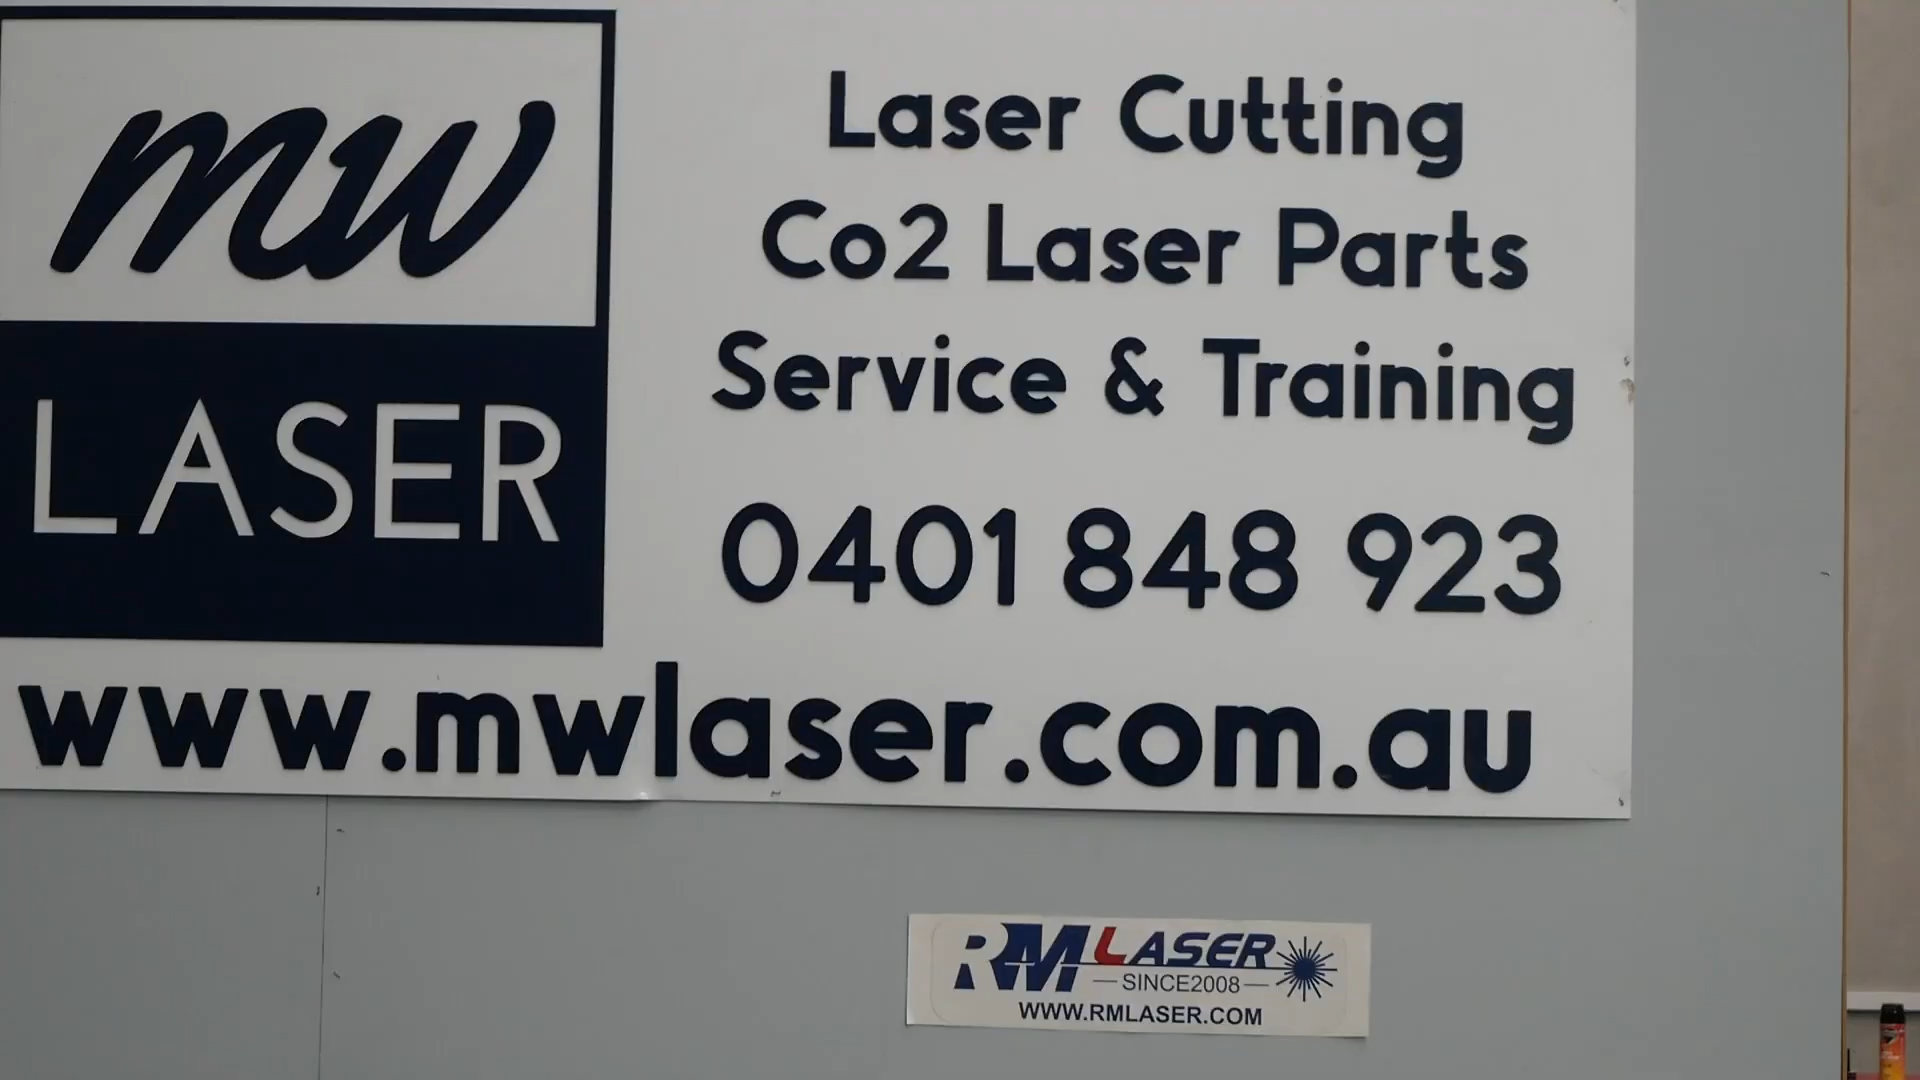 mw
LASER
Laser Cutting
Co2 Laser Parts
Service & Training
0401 848 923
www.mwlaser.com.au
RMLASER
SINCE2008
WWW.RMLASER.COM